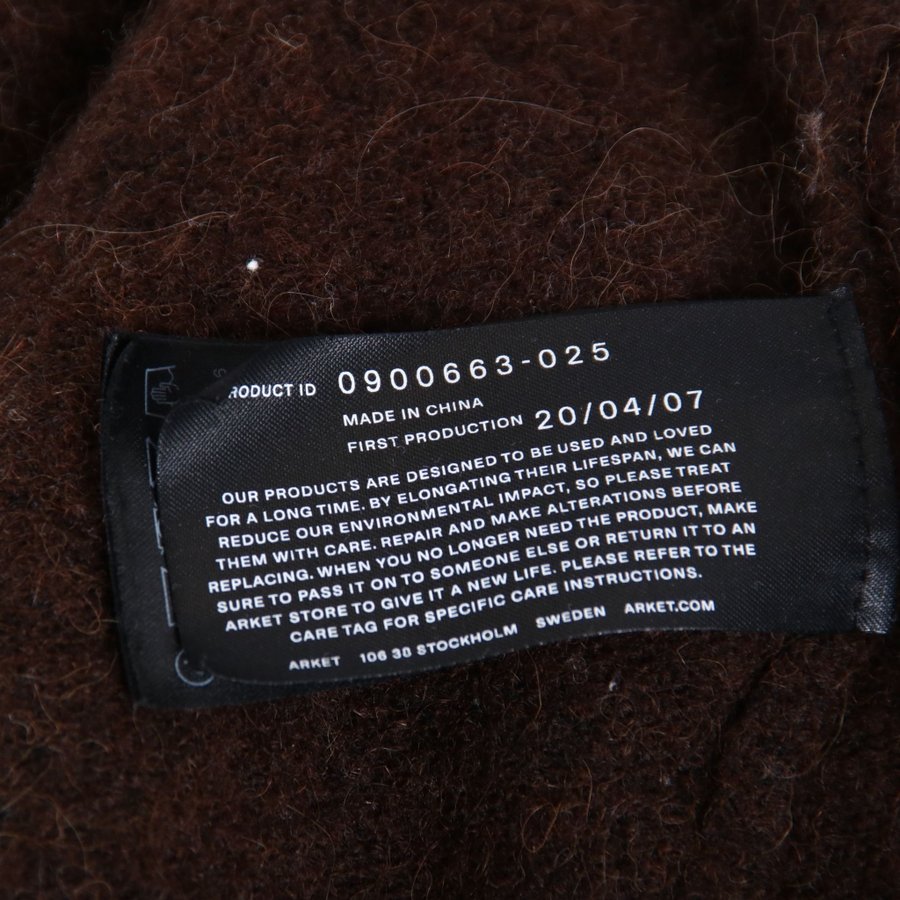 RODUCT ID 0900663-025
MADE IN CHINA
FIRST PRODUCTION 20/04/07
OUR PRODUCTS ARE DESIGNED TO BE USED AND LOVED
FOR A LONG TIME. BY ELONGATING THEIR LIFESPAN, WE CAN
REDUCE OUR ENVIRONMENTAL IMPACT, SO PLEASE TREAT
THEM WITH CARE. REPAIR AND MAKE ALTERATIONS BEFORE
REPLACING. WHEN YOU NO LONGER NEED THE PRODUCT, MAKE
SURE TO PASS IT ON TO SOMEONE ELSE OR RETURN IT TO AN
ARKET STORE TO GIVE IT A NEW LIFE. PLEASE REFER TO THE
CARE TAG FOR SPECIFIC CARE INSTRUCTIONS.
ARKET 106 38 STOCKHOLM SWEDEN ARKET.COM